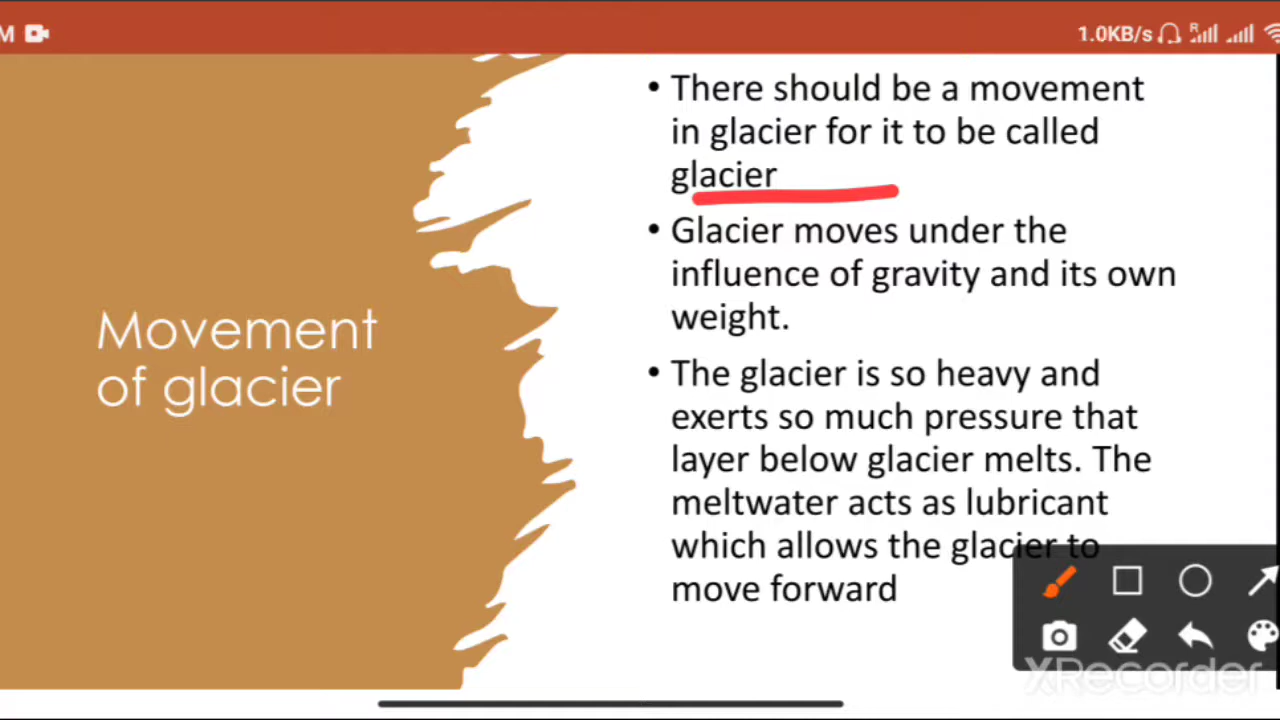 M
1.0KB/s
R
• There should be a movement
in glacier for it to be called
glacier
• Glacier moves under the
influence of gravity and its own
weight.
Movement
of glacier
• The glacier is so heavy and
exerts so much pressure that
layer below glacier melts. The
meltwater acts as lubricant
which allows the glacier to
move forward
XRecorder